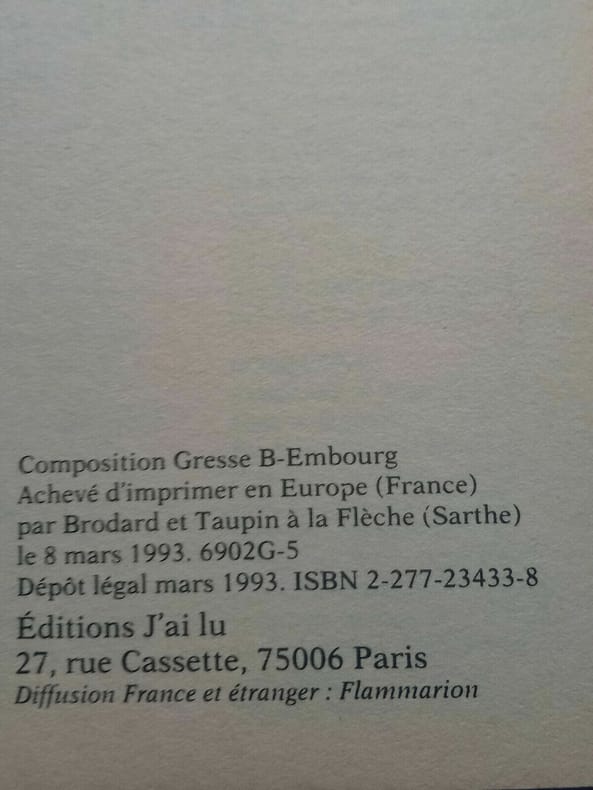 Composition Gresse B-Embourg
Achevé d'imprimer en Europe (France)
par Brodard et Taupin à la Flèche (Sarthe)
le 8 mars 1993. 6902G-5
Dépôt légal mars 1993. ISBN 2-277-23433-8
Éditions J'ai lu
27, rue Cassette, 75006 Paris
Diffusion France et étranger : Flammarion